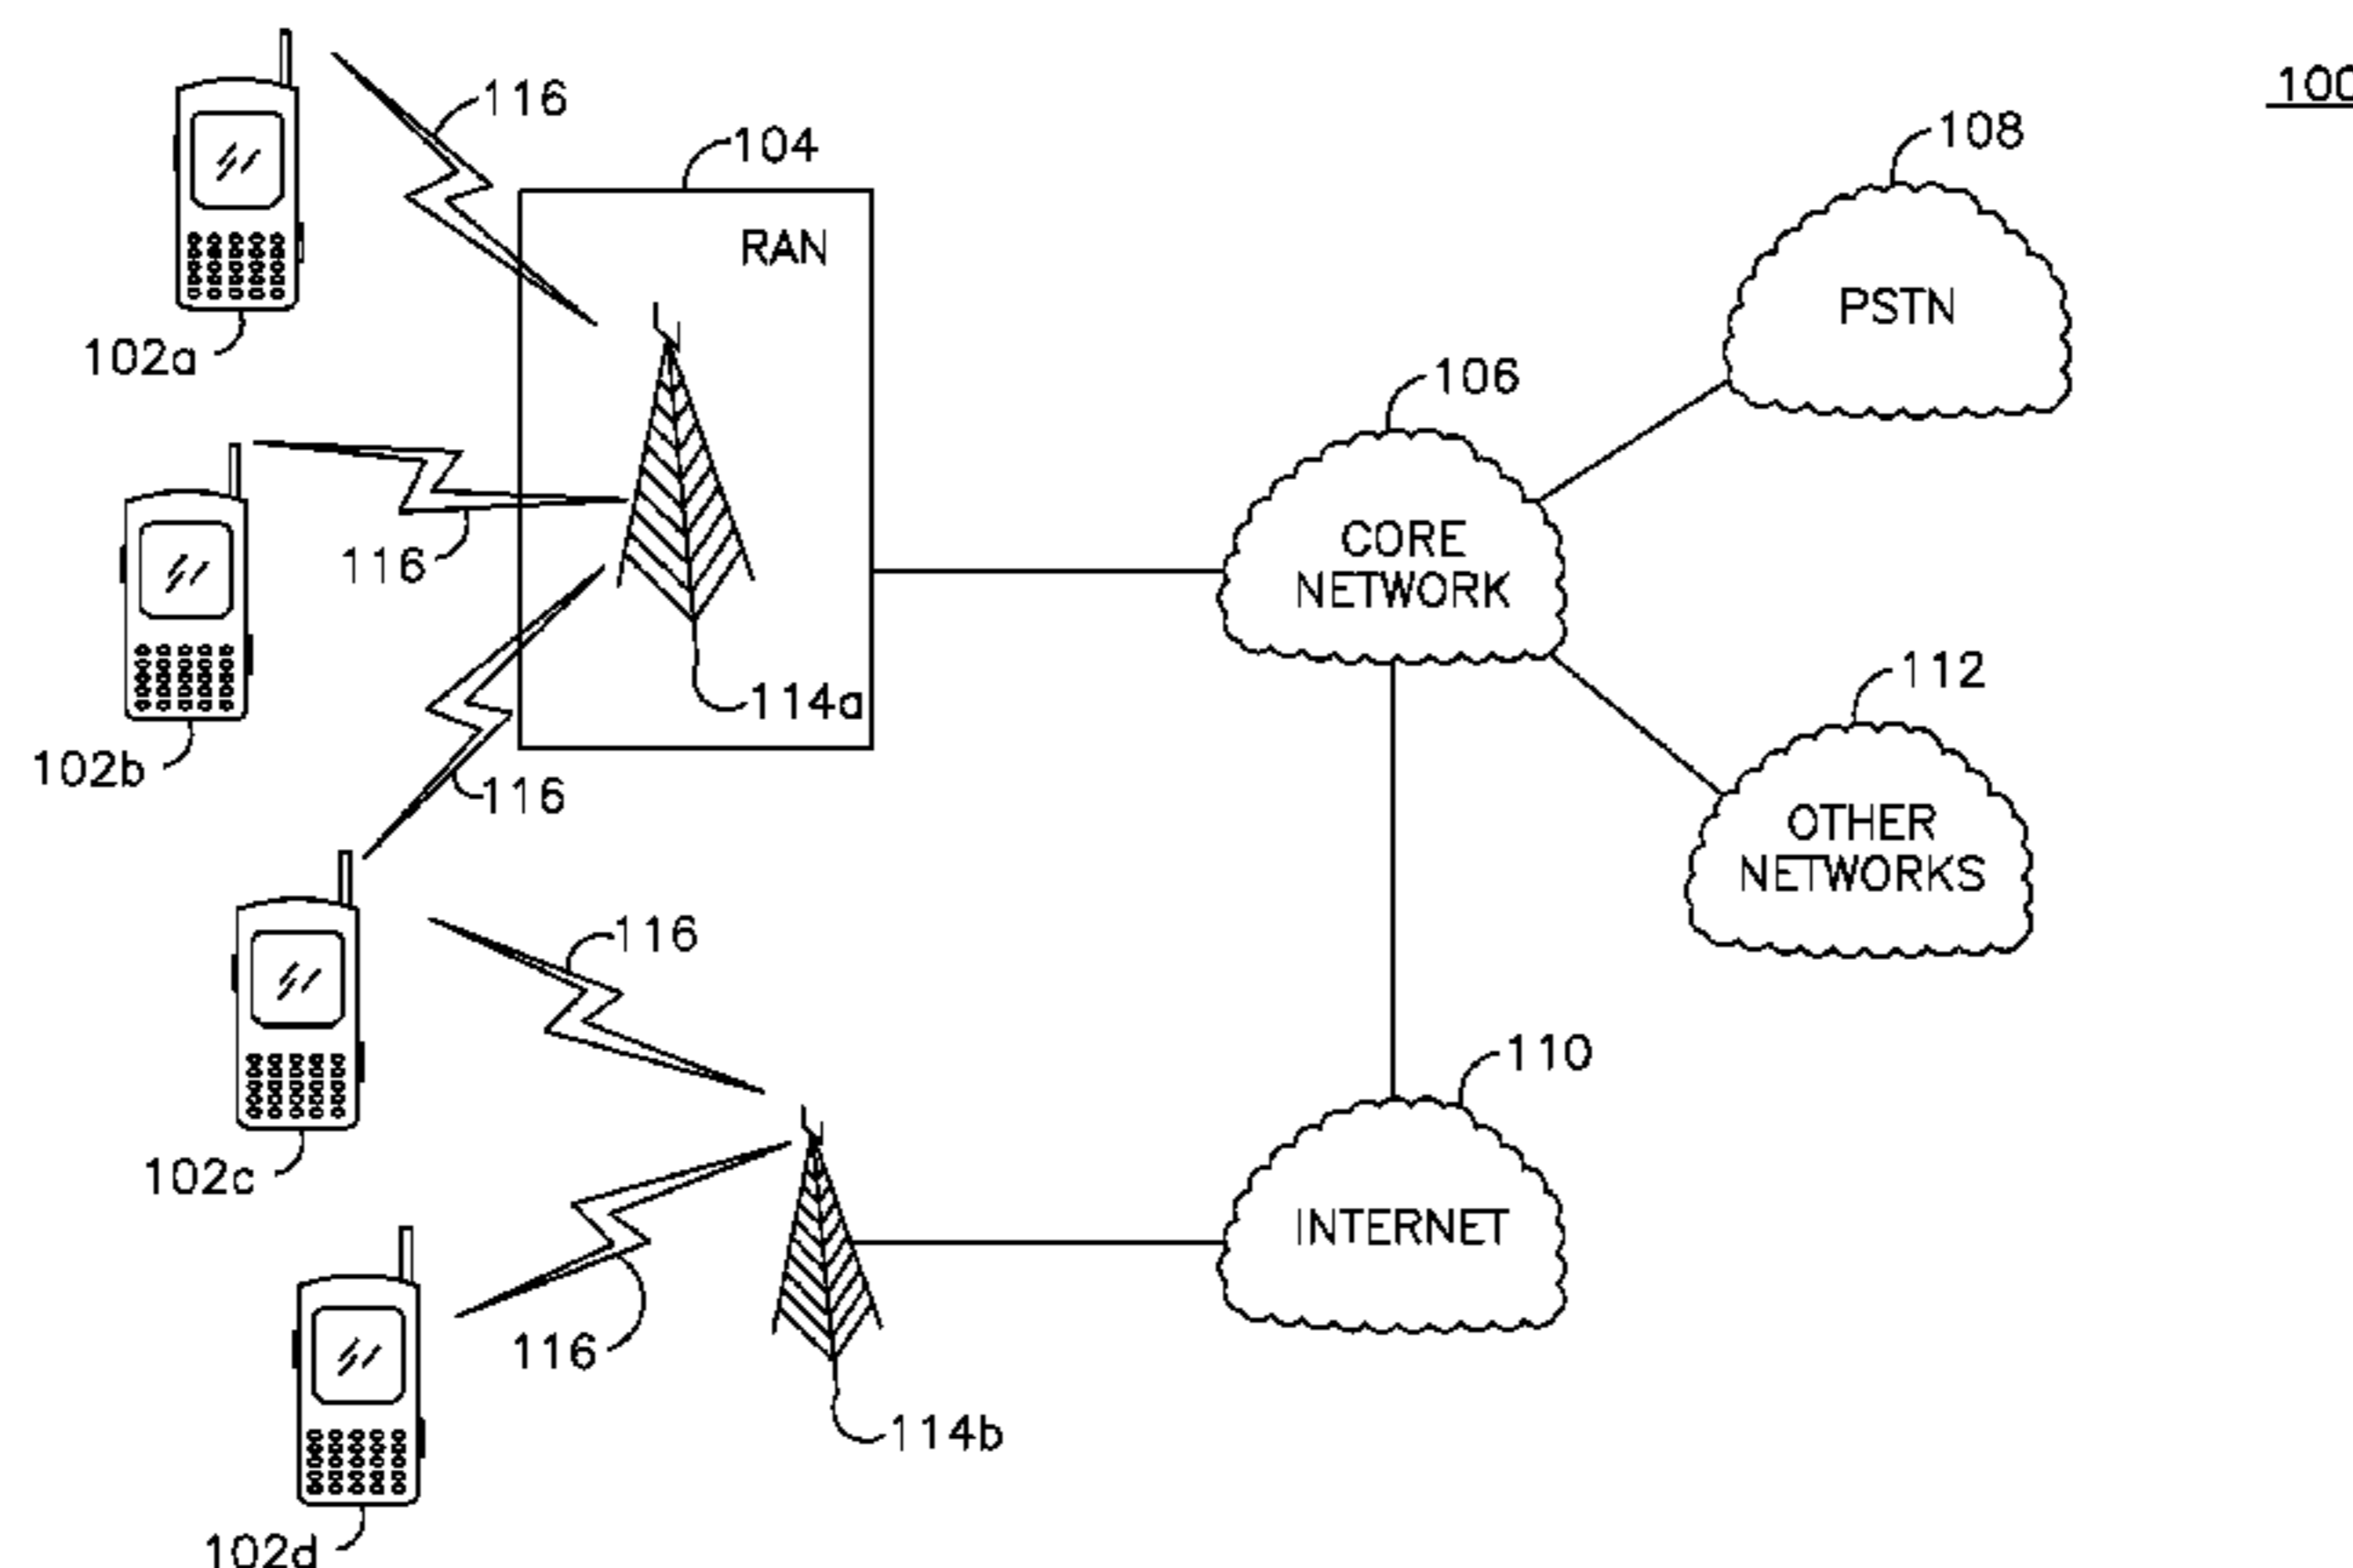 100
116
108
104
RAN
PSTN
102a
106
CORE
NETWORK
116
112
114a
102b
116
OTHER
NETWORKS
116
110
102c
INTERNET
116
114b
102d